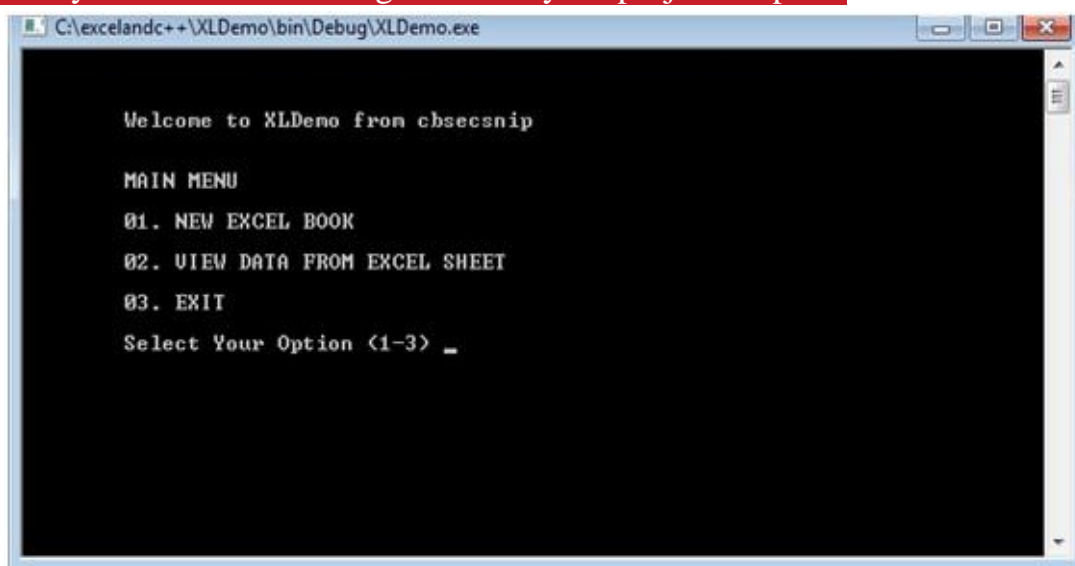 C:\excelandc++\XLDemo\bin\Debug\XLDemo.exe
Welcome to XLDemo from cbsecsnip
MAIN MENU
01. NEW EXCEL BOOK
02. VIEW DATA FROM EXCEL SHEET
03. EXIT
Select Your Option (1-3) _